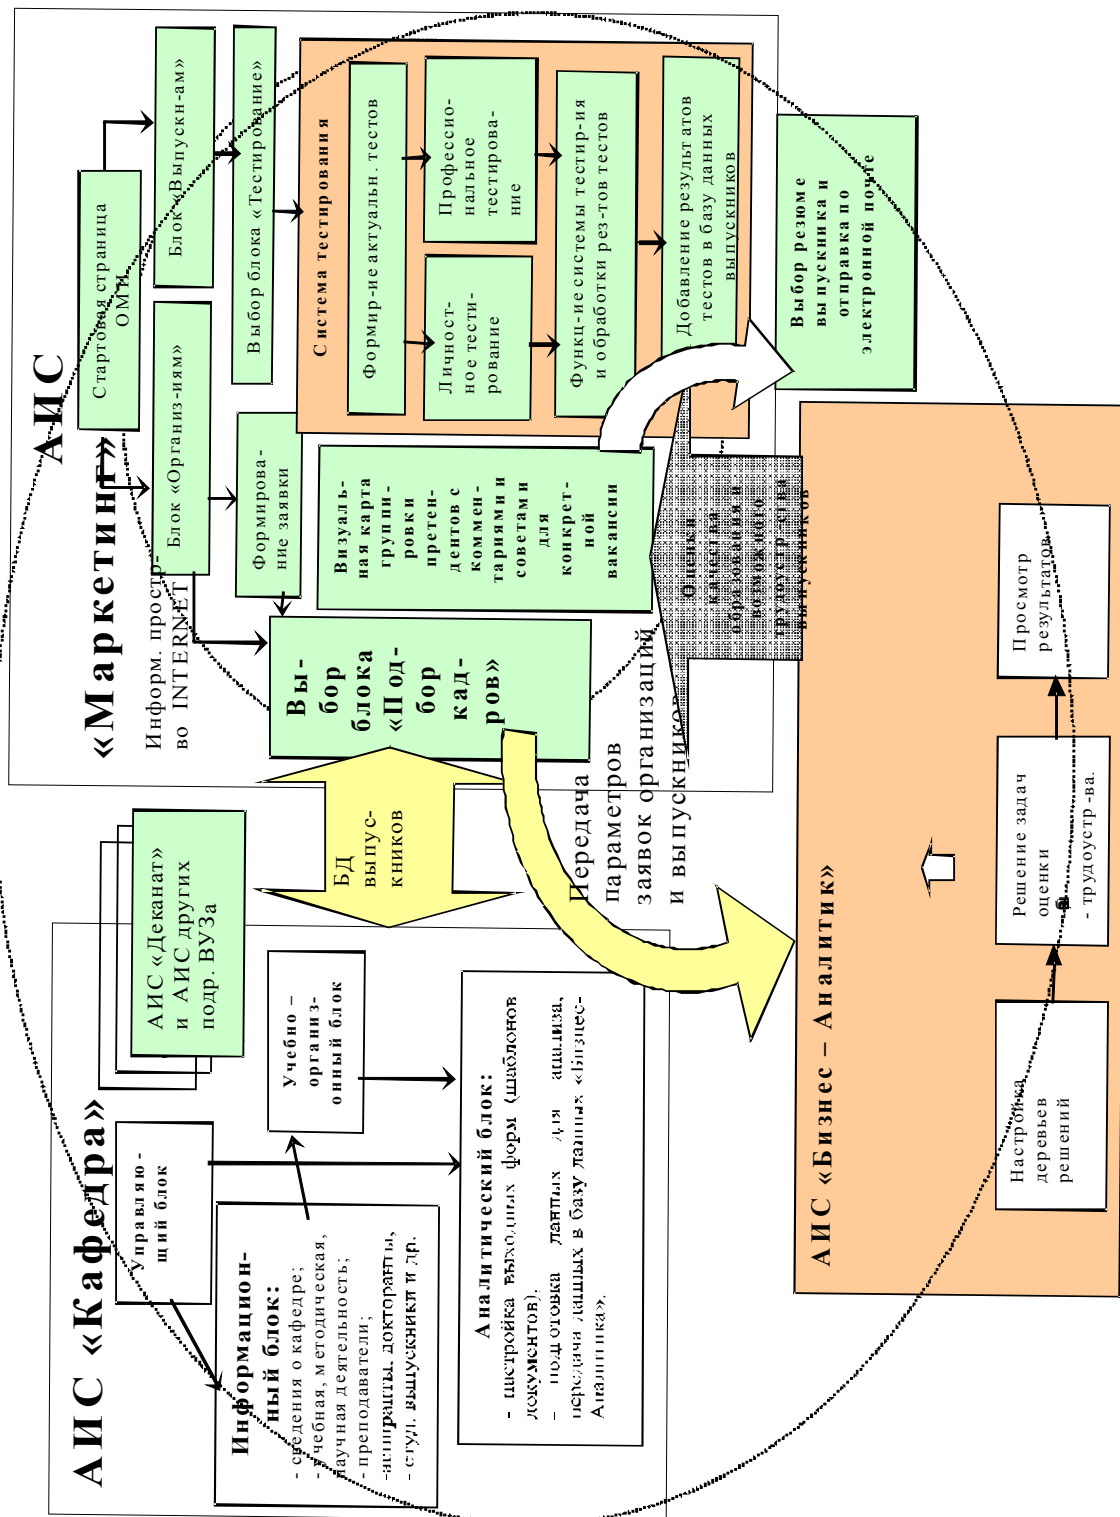 АИС «Кафедра»
Управляю-
щий блок
Информацион-
ный блок:
- сведения о кафедре;
- учебная, методическая,
научная деятельность;
- преподаватели;
-аспиранты, докторанты,
- студ. выпускники и др.
Учебно –
организ-
онный блок
Аналитический блок:
- настройка выходных форм (шаблонов
документов).
- подготовка данных для анализа,
передача данных в базу данных «Бизнес-
Аналитика».
АИС «Деканат»
и АИС других
подр. ВУЗа
БД
выпус-
кников
АИС
«Маркетинг»
Информ. простр-
во INTERNET
Стартовая страница
ОМИ
Блок «Организ-иям»
Блок «Выпускн-ам»
Выбор блока «Тестирование»
Формирова-
ние заявки
Вы-
бор
блока
«Под-
бор
кад-
ров»
Визуаль-
ная карта
группи-
ровки
претен-
дентов с
коммен-
тариями и
советами
для
конкрет-
ной
вакансии
Система тестирования
Формир-ие актуальн. тестов
Личност-
ное тести-
рование
Профессио-
нальное
тестирова-
ние
Функц-ие системы тестир-ия
и обработки рез-тов тестов
Добавление результатов
тестов в базу данных
выпускников
Выбор резюме
выпускника и
отправка по
электронной почте
Оценки
качества
образования и
возможного
трудоустр-ства
выпускников
Передача
параметров
заявок организаций
и выпускников
АИС «Бизнес – Аналитик»
Настройка
деревьев
решений
Решение задач
оценки
- трудоустр-ва.
Просмотр
результатов